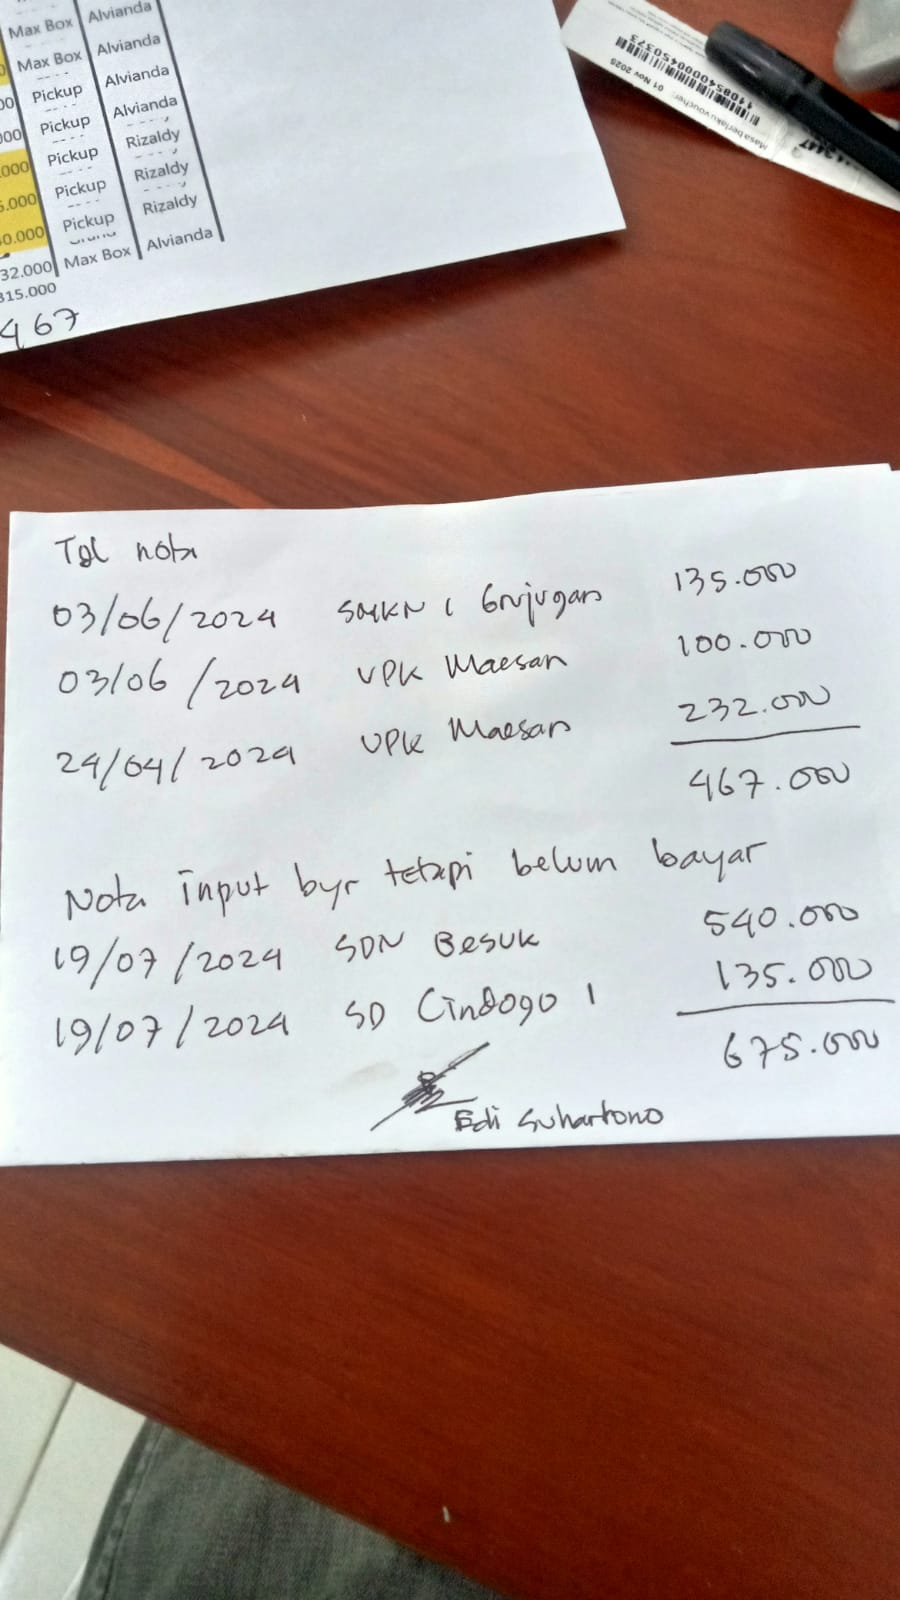 Max Box Alvianda
Max Box Alvianda
00 Pickup Alvianda
000 Pickup Alvianda
.000 Pickup Rizaldy
5.000 Pickup Rizaldy
0.000 Pickup Rizaldy
32.000 Max Box Alvianda
315.000
467
Masa berlaku voucher: 01 Nov 2025
Tgl nota
03/06/2024 SMKN 1 Grujugan 135.000
03/06/2024 UPK Maesan 100.000
24/04/2024 UPK Maesan 232.000
467.000
Nota input byr tetapi belum bayar
19/07/2024 SDN Besuk 540.000
19/07/2024 SD Cindogo 1 135.000
675.000
Edi Suhartono